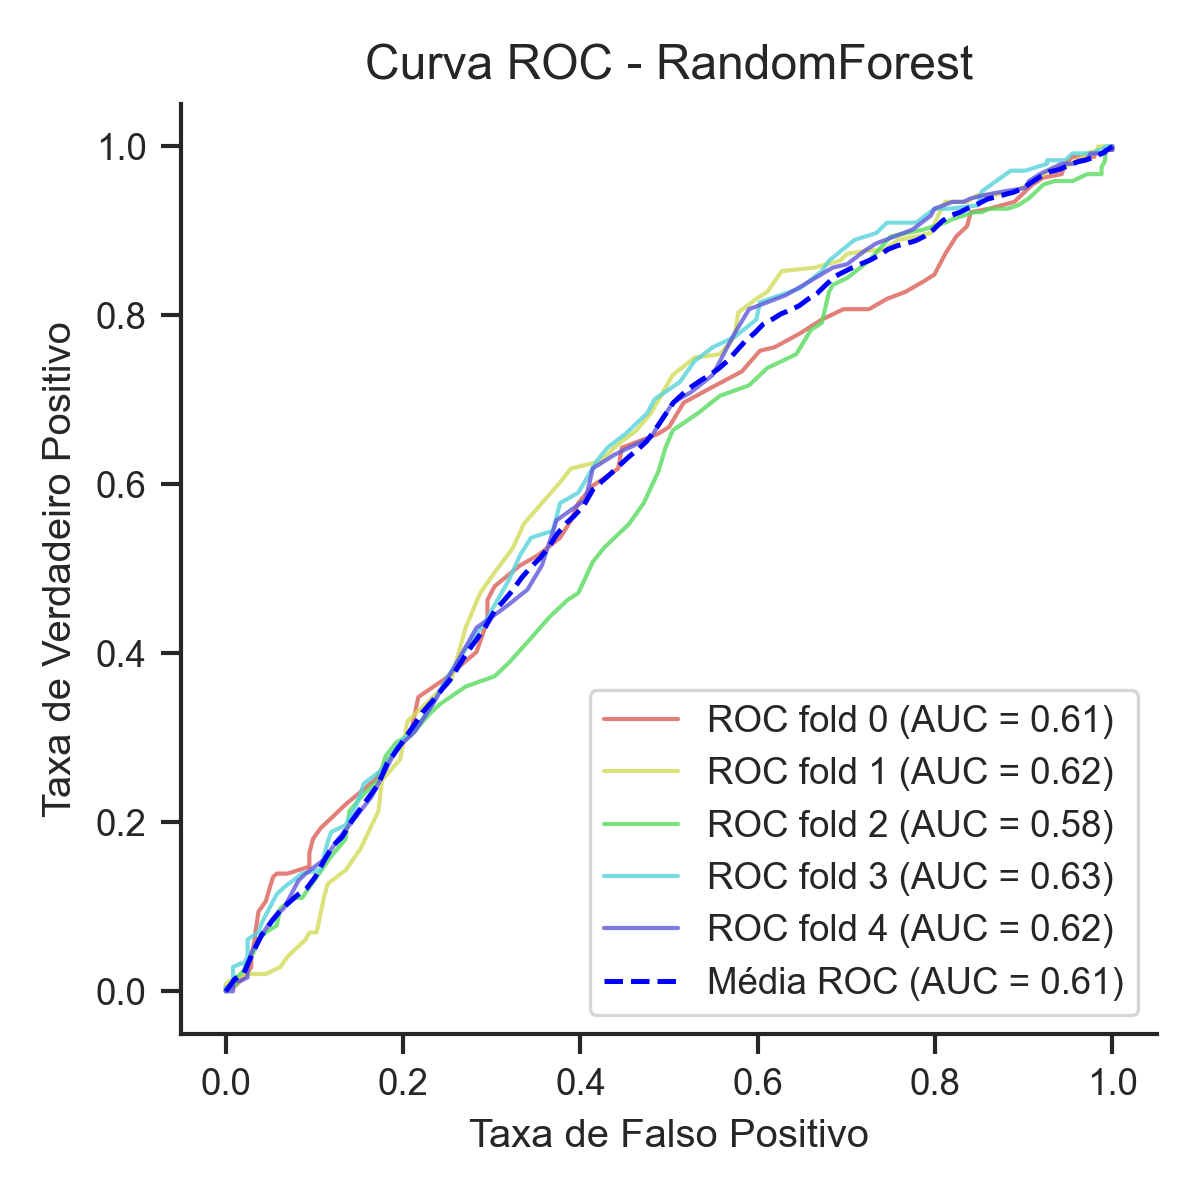 Curva ROC - RandomForest
Taxa de Verdadeiro Positivo
1.0
0.8
0.6
0.4
0.2
0.0
ROC fold 0 (AUC = 0.61)
ROC fold 1 (AUC = 0.62)
ROC fold 2 (AUC = 0.58)
ROC fold 3 (AUC = 0.63)
ROC fold 4 (AUC = 0.62)
Média ROC (AUC = 0.61)
0.0 0.2 0.4 0.6 0.8 1.0
Taxa de Falso Positivo